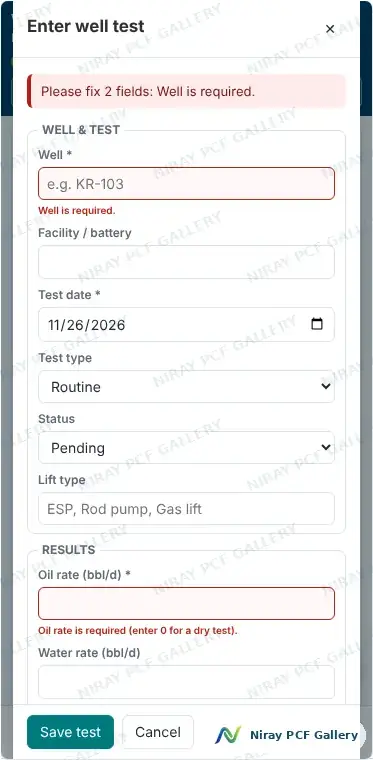 Enter well test
×
Please fix 2 fields: Well is required.
WELL & TEST
Well *
e.g. KR-103
Well is required.
Facility / battery
Test date *
11/26/2026
Test type
Routine
Status
Pending
Lift type
ESP, Rod pump, Gas lift
RESULTS
Oil rate (bbl/d) *
Oil rate is required (enter 0 for a dry test).
Water rate (bbl/d)
Save test
Cancel
Niray PCF Gallery
NIRAY PCF GALLERY